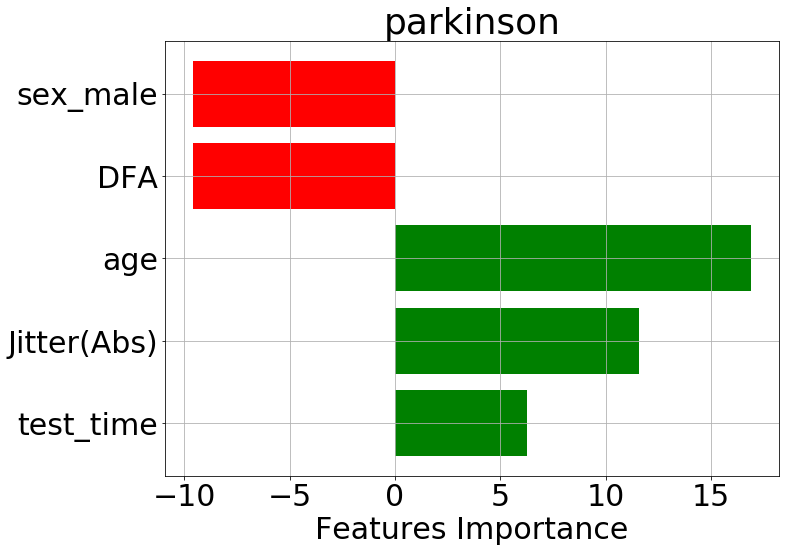 parkinson
sex_male
DFA
age
Jitter(Abs)
test_time
−10 −5 0 5 10 15
Features Importance